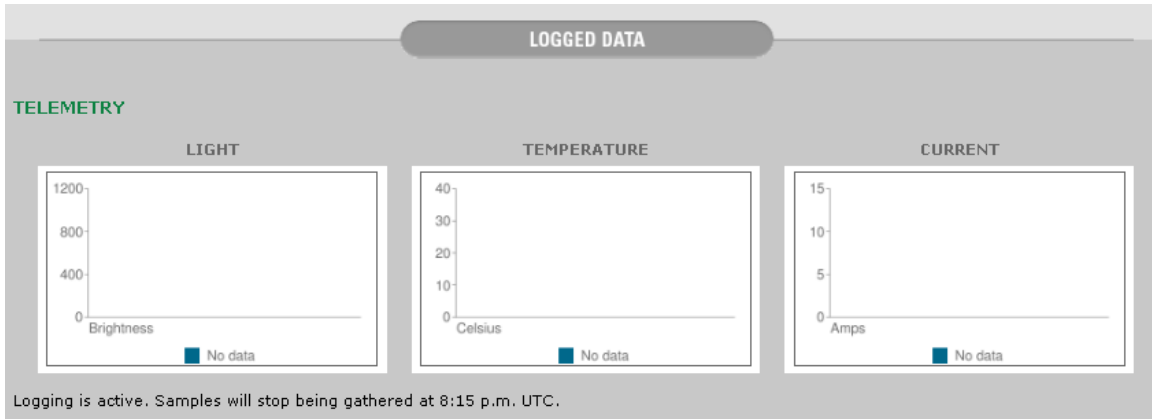 LOGGED DATA
TELEMETRY
LIGHT
1200
800
400
0
Brightness
No data
TEMPERATURE
40
30
20
10
0
Celsius
No data
CURRENT
15
10
5
0
Amps
No data
Logging is active. Samples will stop being gathered at 8:15 p.m. UTC.